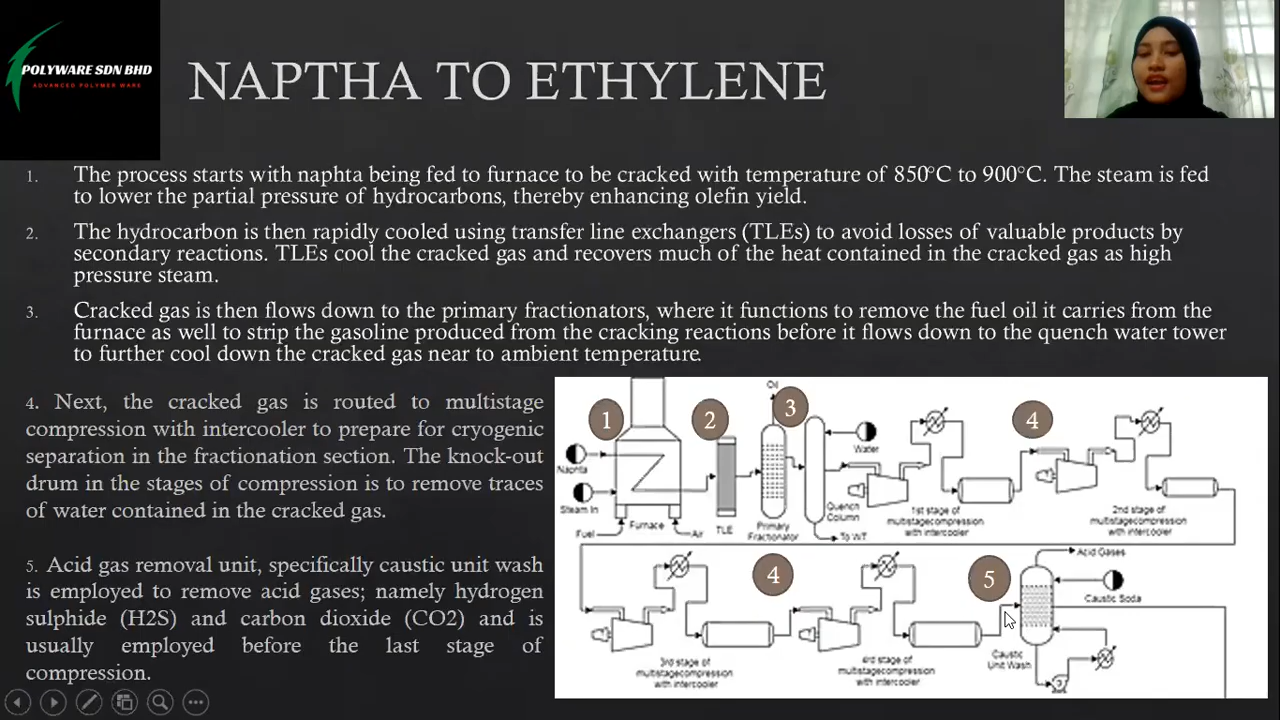 POLYWARE SDN BHD
ADVANCED POLYMER WARE
NAPTHA TO ETHYLENE
1. The process starts with naphta being fed to furnace to be cracked with temperature of 850°C to 900°C. The steam is fed
to lower the partial pressure of hydrocarbons, thereby enhancing olefin yield.
2. The hydrocarbon is then rapidly cooled using transfer line exchangers (TLEs) to avoid losses of valuable products by
secondary reactions. TLEs cool the cracked gas and recovers much of the heat contained in the cracked gas as high
pressure steam.
3. Cracked gas is then flows down to the primary fractionators, where it functions to remove the fuel oil it carries from the
furnace as well to strip the gasoline produced from the cracking reactions before it flows down to the quench water tower
to further cool down the cracked gas near to ambient temperature.
4. Next, the cracked gas is routed to multistage
compression with intercooler to prepare for cryogenic
separation in the fractionation section. The knock-out
drum in the stages of compression is to remove traces
of water contained in the cracked gas.
5. Acid gas removal unit, specifically caustic unit wash
is employed to remove acid gases; namely hydrogen
sulphide (H2S) and carbon dioxide (CO2) and is
usually employed before the last stage of
compression.
1
2
3
4
Oil
Water
Naphta
Steam In
Fuel
Furnace
Air
TLE
Primary
Fractionator
Quench
Column
To WT
1st stage of
multistagecompression
with intercooler
2nd stage of
multistagecompression
with intercooler
4
5
Acid Gases
Caustic Soda
3rd stage of
multistagecompression
with intercooler
4rd stage of
multistagecompression
with intercooler
Caustic
Unit Wash